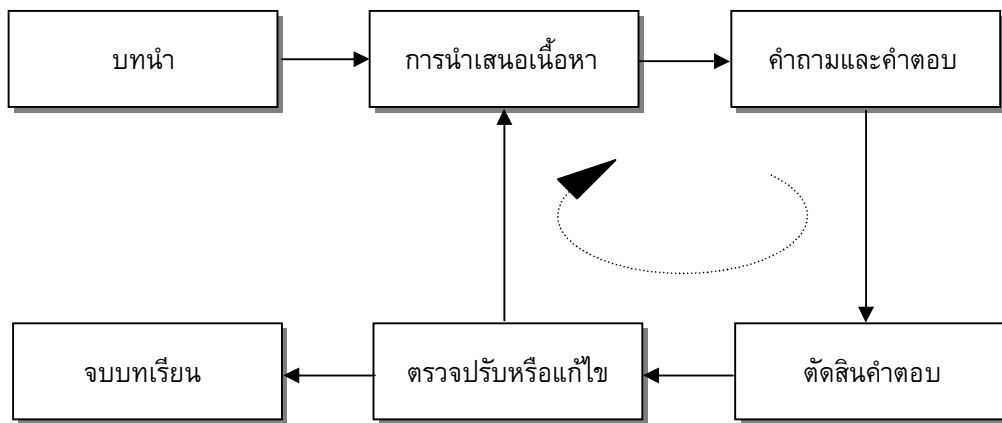 บทนำ
การนำเสนอเนื้อหา
คำถามและคำตอบ
จบบทเรียน
ตรวจปรับหรือแก้ไข
ตัดสินคำตอบ